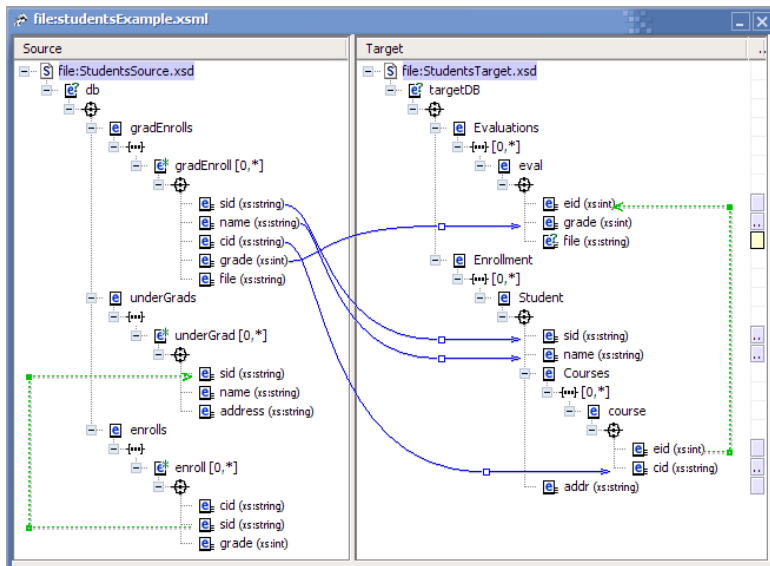 file:studentsExample.xsml
Source
file:StudentsSource.xsd
db
gradEnrolls
gradEnroll [0,*]
sid (xs:string)
name (xs:string)
cid (xs:string)
grade (xs:int)
file (xs:string)
underGrads
underGrad [0,*]
sid (xs:string)
name (xs:string)
address (xs:string)
enrolls
enroll [0,*]
cid (xs:string)
sid (xs:string)
grade (xs:int)
Target
..
file:StudentsTarget.xsd
targetDB
Evaluations
[0,*]
eval
eid (xs:int)
grade (xs:int)
..
file (xs:string)
Enrollment
[0,*]
Student
sid (xs:string)
..
name (xs:string)
..
Courses
[0,*]
course
eid (xs:int)
cid (xs:string)
..
addr (xs:string)